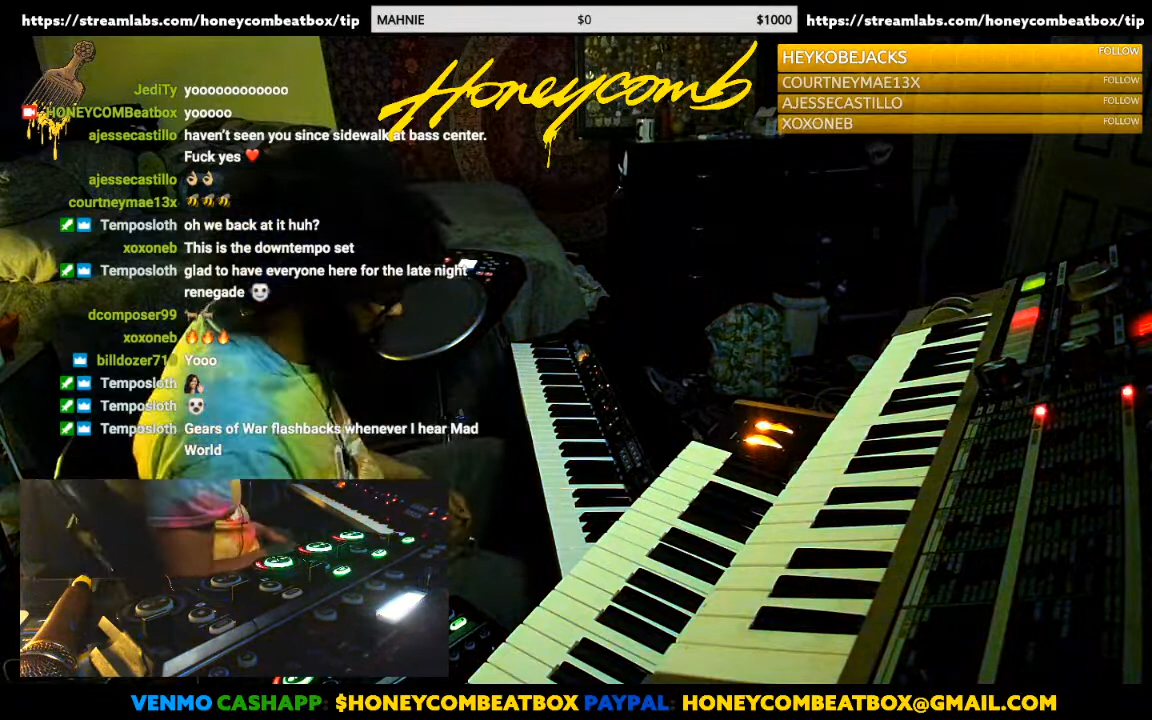 https://streamlabs.com/honeycombeatbox/tip
MAHNIE $0 $1000
https://streamlabs.com/honeycombeatbox/tip
Honeycomb
HEYKOBEJACKS FOLLOW
COURTNEYMAE13X FOLLOW
AJESSECASTILLO FOLLOW
XOXONEB FOLLOW
JediTy yoooooooooooo
HONEYCOMBeatbox yooooo
ajessecastillo haven't seen you since sidewalk at bass center.
Fuck yes ❤️
ajessecastillo 👌🏼👌🏼
courtneymae13x 🐝🐝🐝
Temposloth oh we back at it huh?
xoxoneb This is the downtempo set
Temposloth glad to have everyone here for the late night
renegade
dcomposer99
xoxoneb 🔥🔥🔥
billdozer71 Yooo
Temposloth
Temposloth
Temposloth Gears of War flashbacks whenever I hear Mad
World
VENMO CASHAPP: $HONEYCOMBEATBOX PAYPAL: HONEYCOMBEATBOX@GMAIL.COM